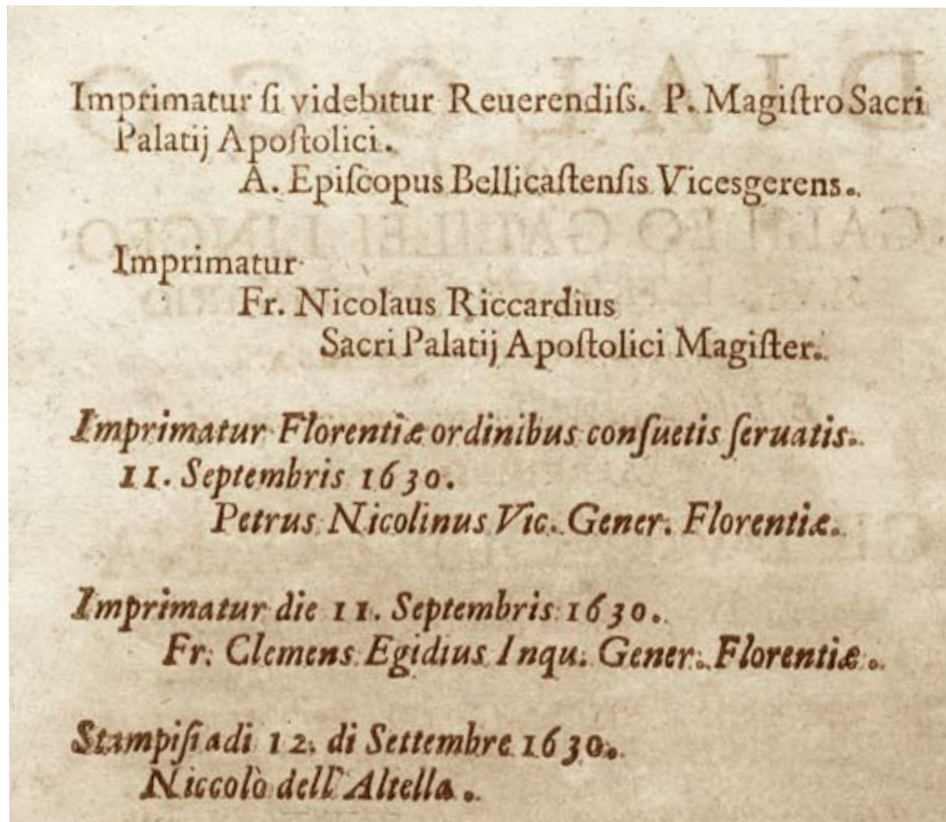 Imprimatur ſi videbitur Reuerendiſs. P. Magiſtro Sacri
Palatij Apoſtolici.
A. Epiſcopus Bellicaſtenſis Vicesgerens.
Imprimatur
Fr. Nicolaus Riccardius
Sacri Palatij Apoſtolici Magiſter.
Imprimatur Florentiæ ordinibus conſuetis ſeruatis.
11. Septembris 1630.
Petrus Nicolinus Vic. Gener. Florentiæ.
Imprimatur die 11. Septembris 1630.
Fr. Clemens Egidius Inqu. Gener. Florentiæ.
Stampiſi adi 12. di Settembre 1630.
Niccolò dell' Altella.